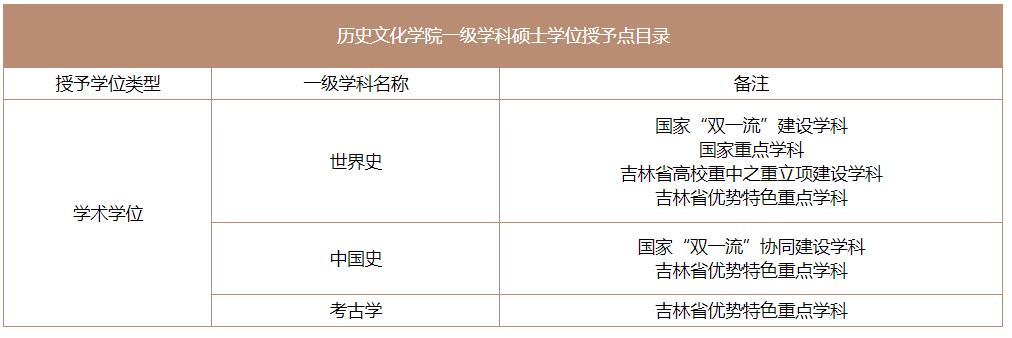 历史文化学院一级学科硕士学位授予点目录
授予学位类型 一级学科名称 备注
学术学位
世界史
国家“双一流”建设学科
国家重点学科
吉林省高校重中之重立项建设学科
吉林省优势特色重点学科
中国史
国家“双一流”协同建设学科
吉林省优势特色重点学科
考古学
吉林省优势特色重点学科